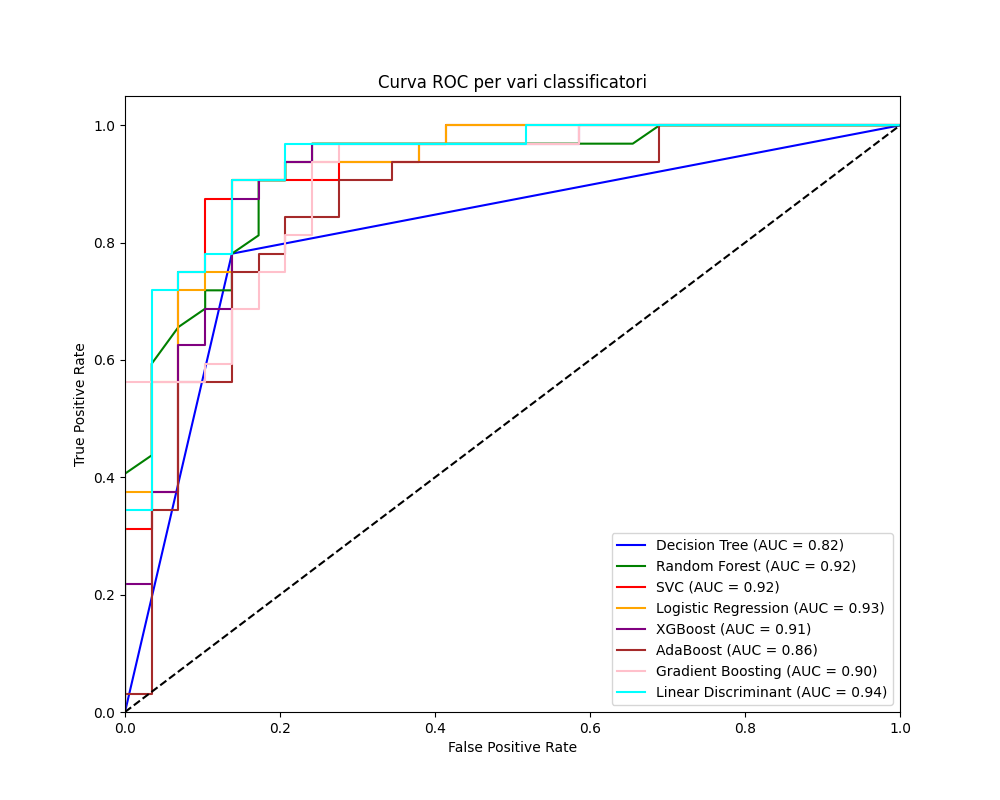 Curva ROC per vari classificatori
1.0
0.8
0.6
0.4
0.2
0.0
True Positive Rate
0.0 0.2 0.4 0.6 0.8 1.0
False Positive Rate
Decision Tree (AUC = 0.82)
Random Forest (AUC = 0.92)
SVC (AUC = 0.92)
Logistic Regression (AUC = 0.93)
XGBoost (AUC = 0.91)
AdaBoost (AUC = 0.86)
Gradient Boosting (AUC = 0.90)
Linear Discriminant (AUC = 0.94)